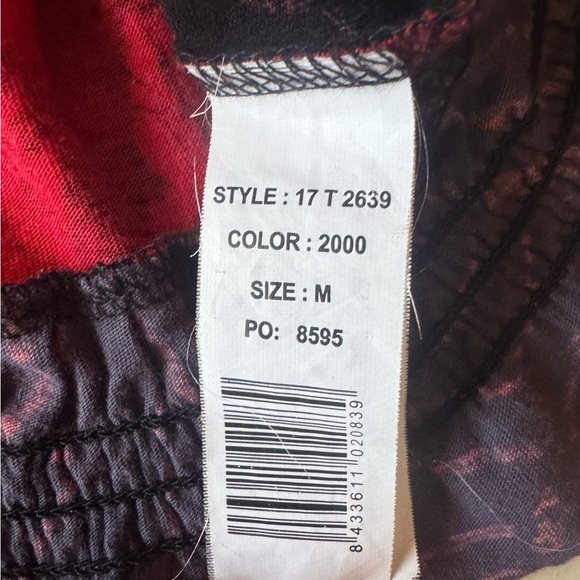 STYLE : 17 T 2639
COLOR : 2000
SIZE : M
PO: 8595
8 433611 020839